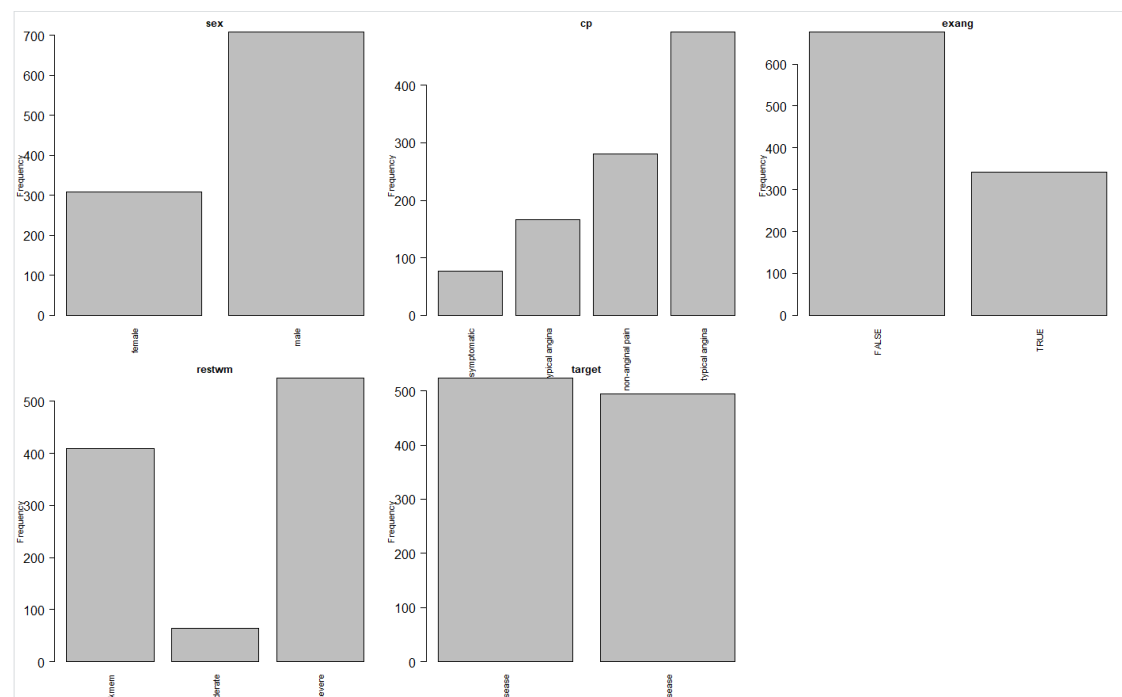 sex
700
600
500
400
300
200
100
0
Frequency
female
male
cp
400
300
200
100
0
Frequency
symptomatic
typical angina
non-anginal pain
typical angina
exang
600
500
400
300
200
100
0
Frequency
FALSE
TRUE
restwm
500
400
300
200
100
0
Frequency
kmem
derate
evere
target
500
400
300
200
100
0
Frequency
sease
sease